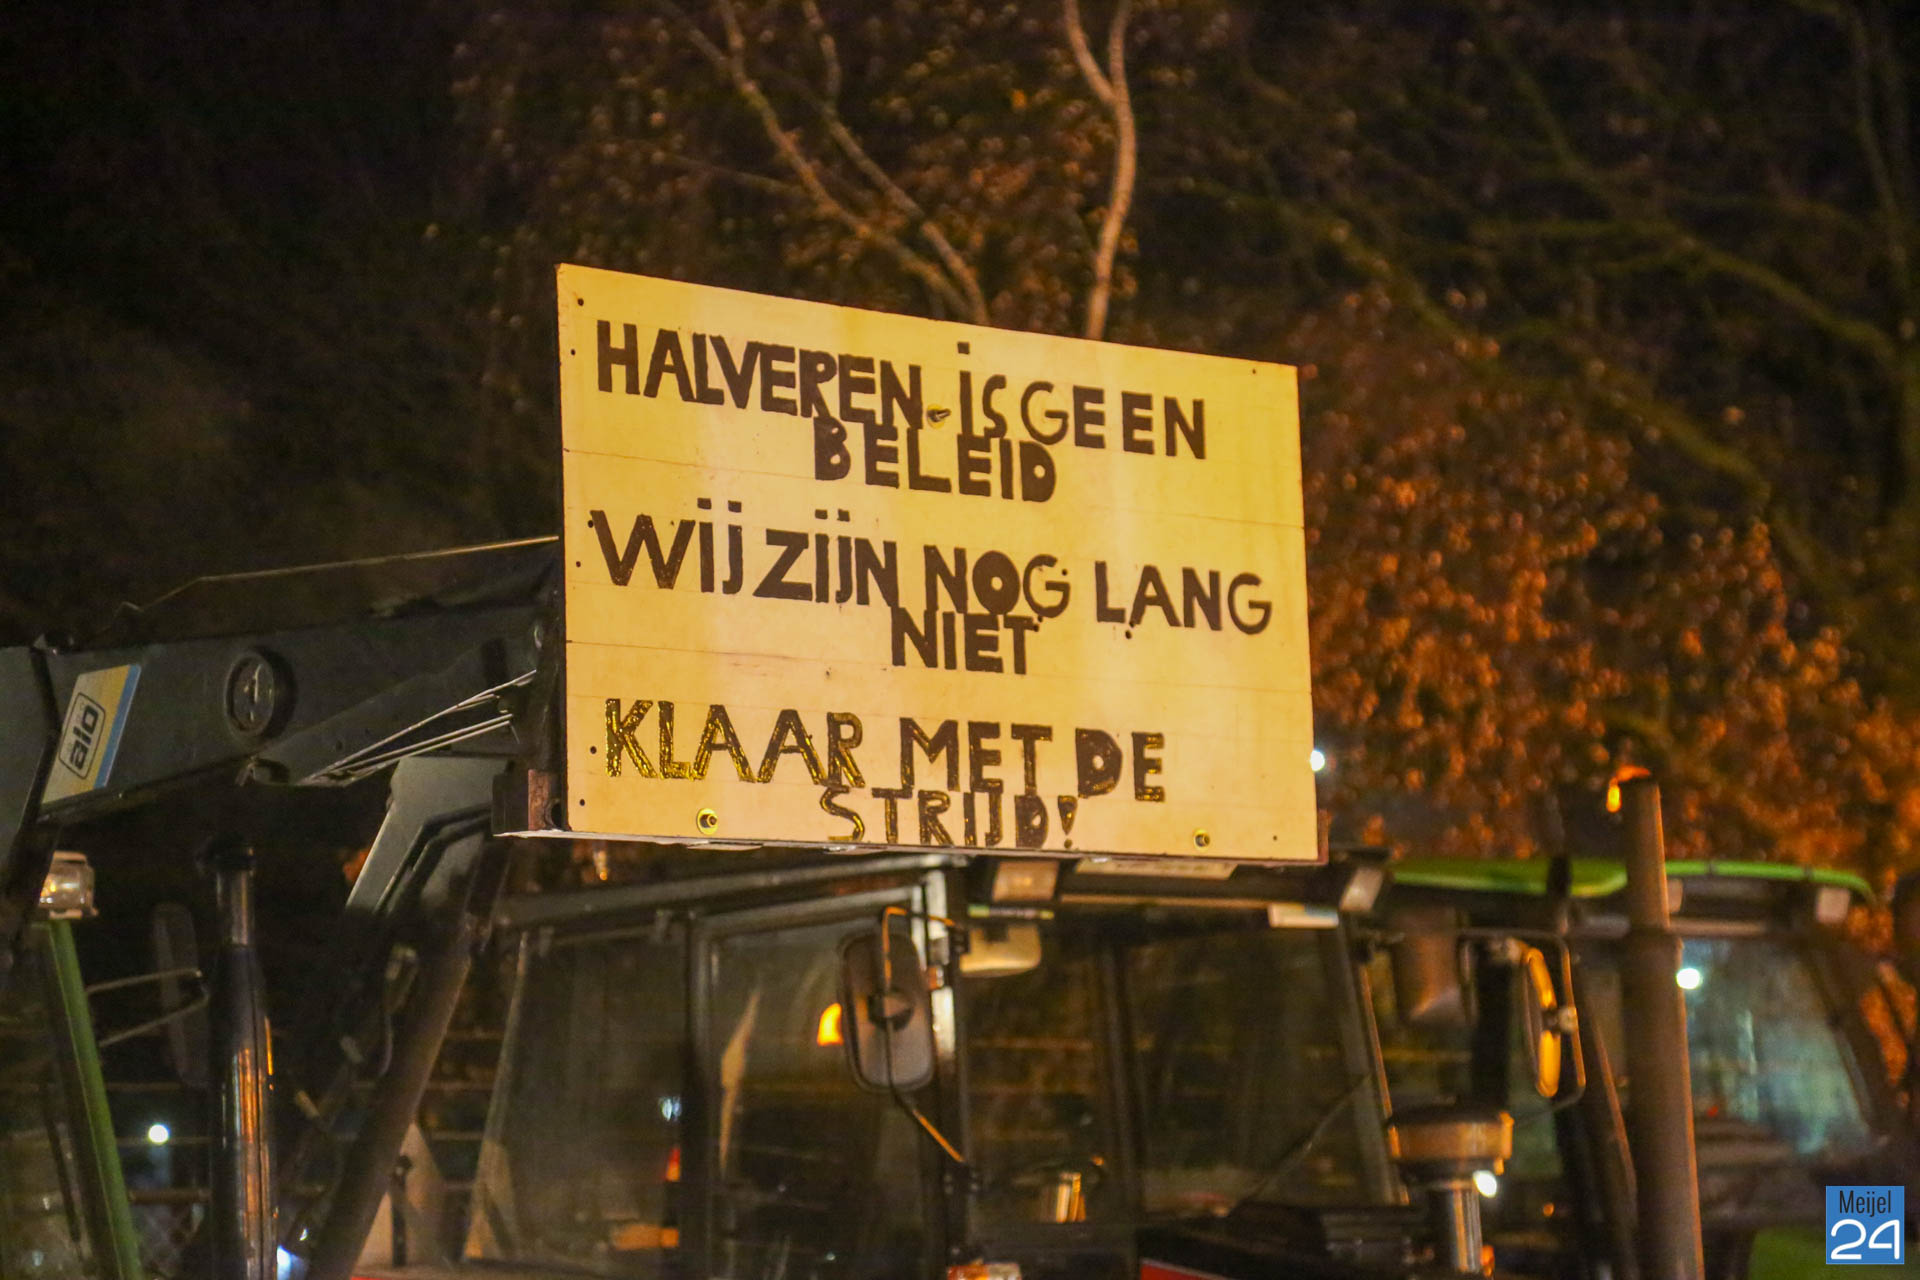 HALVEREN is GEEN
BELEID
WIJ ZIJN NOG LANG
NIET
KLAAR MET DE
STRIJD!
alo
Meijel
24